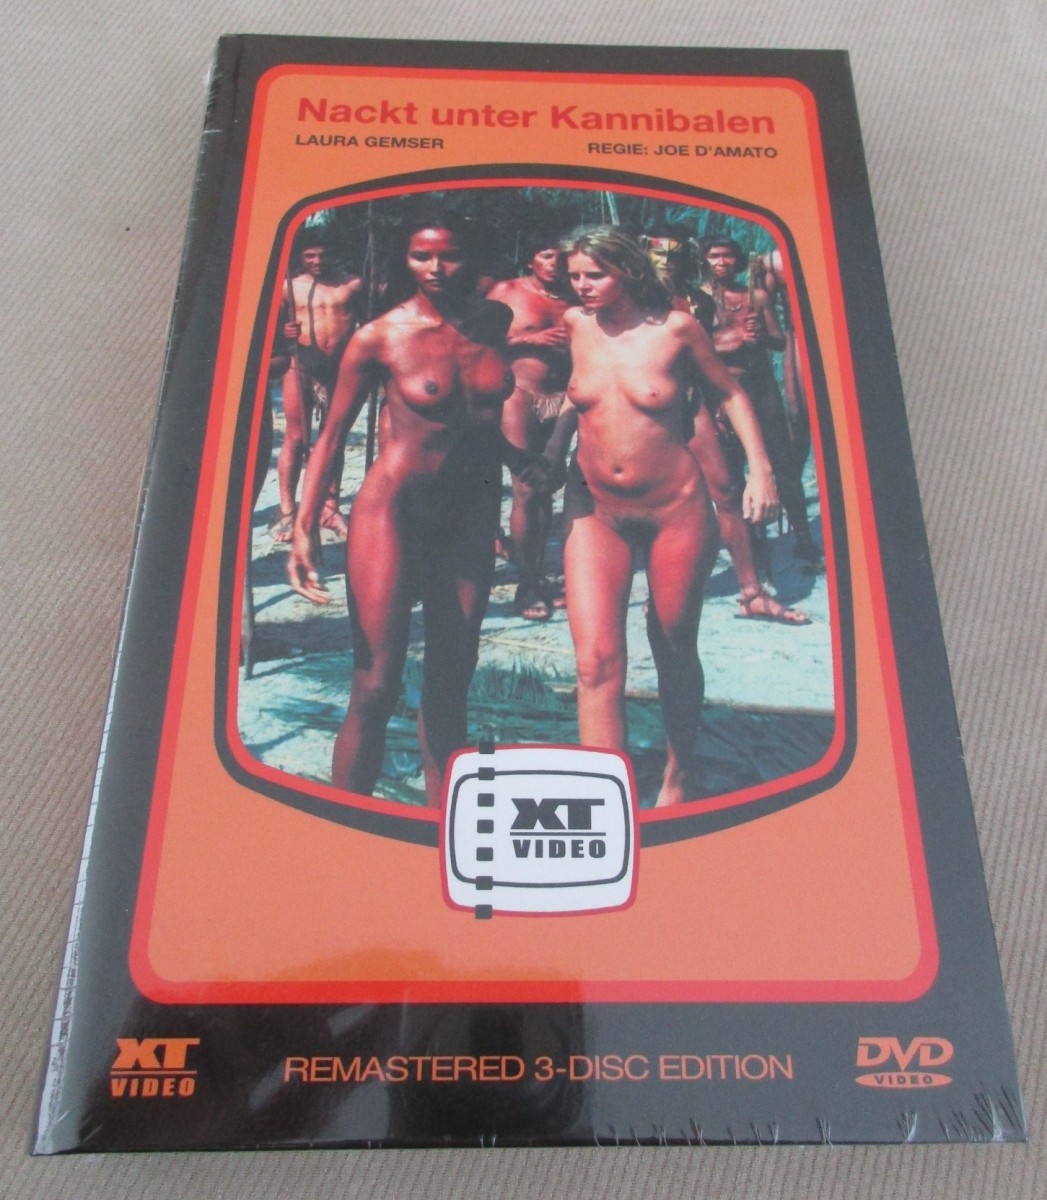 Nackt unter Kannibalen
LAURA GEMSER
REGIE: JOE D'AMATO
XT
VIDEO
XT
VIDEO
REMASTERED 3-DISC EDITION
DVD
VIDEO